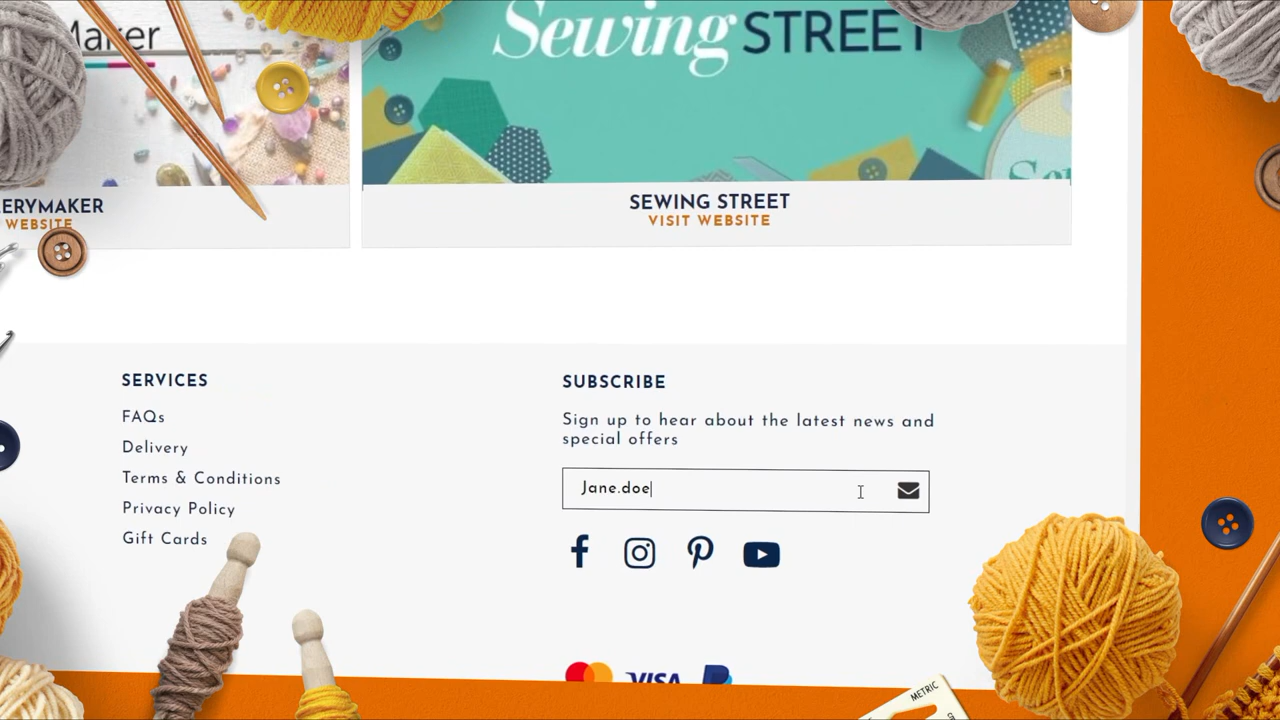 Maker
Sewing STREET
ERYMAKER
WEBSITE
SEWING STREET
VISIT WEBSITE
SERVICES
FAQs
Delivery
Terms & Conditions
Privacy Policy
Gift Cards
SUBSCRIBE
Sign up to hear about the latest news and
special offers
Jane.doe
VISA
METRIC